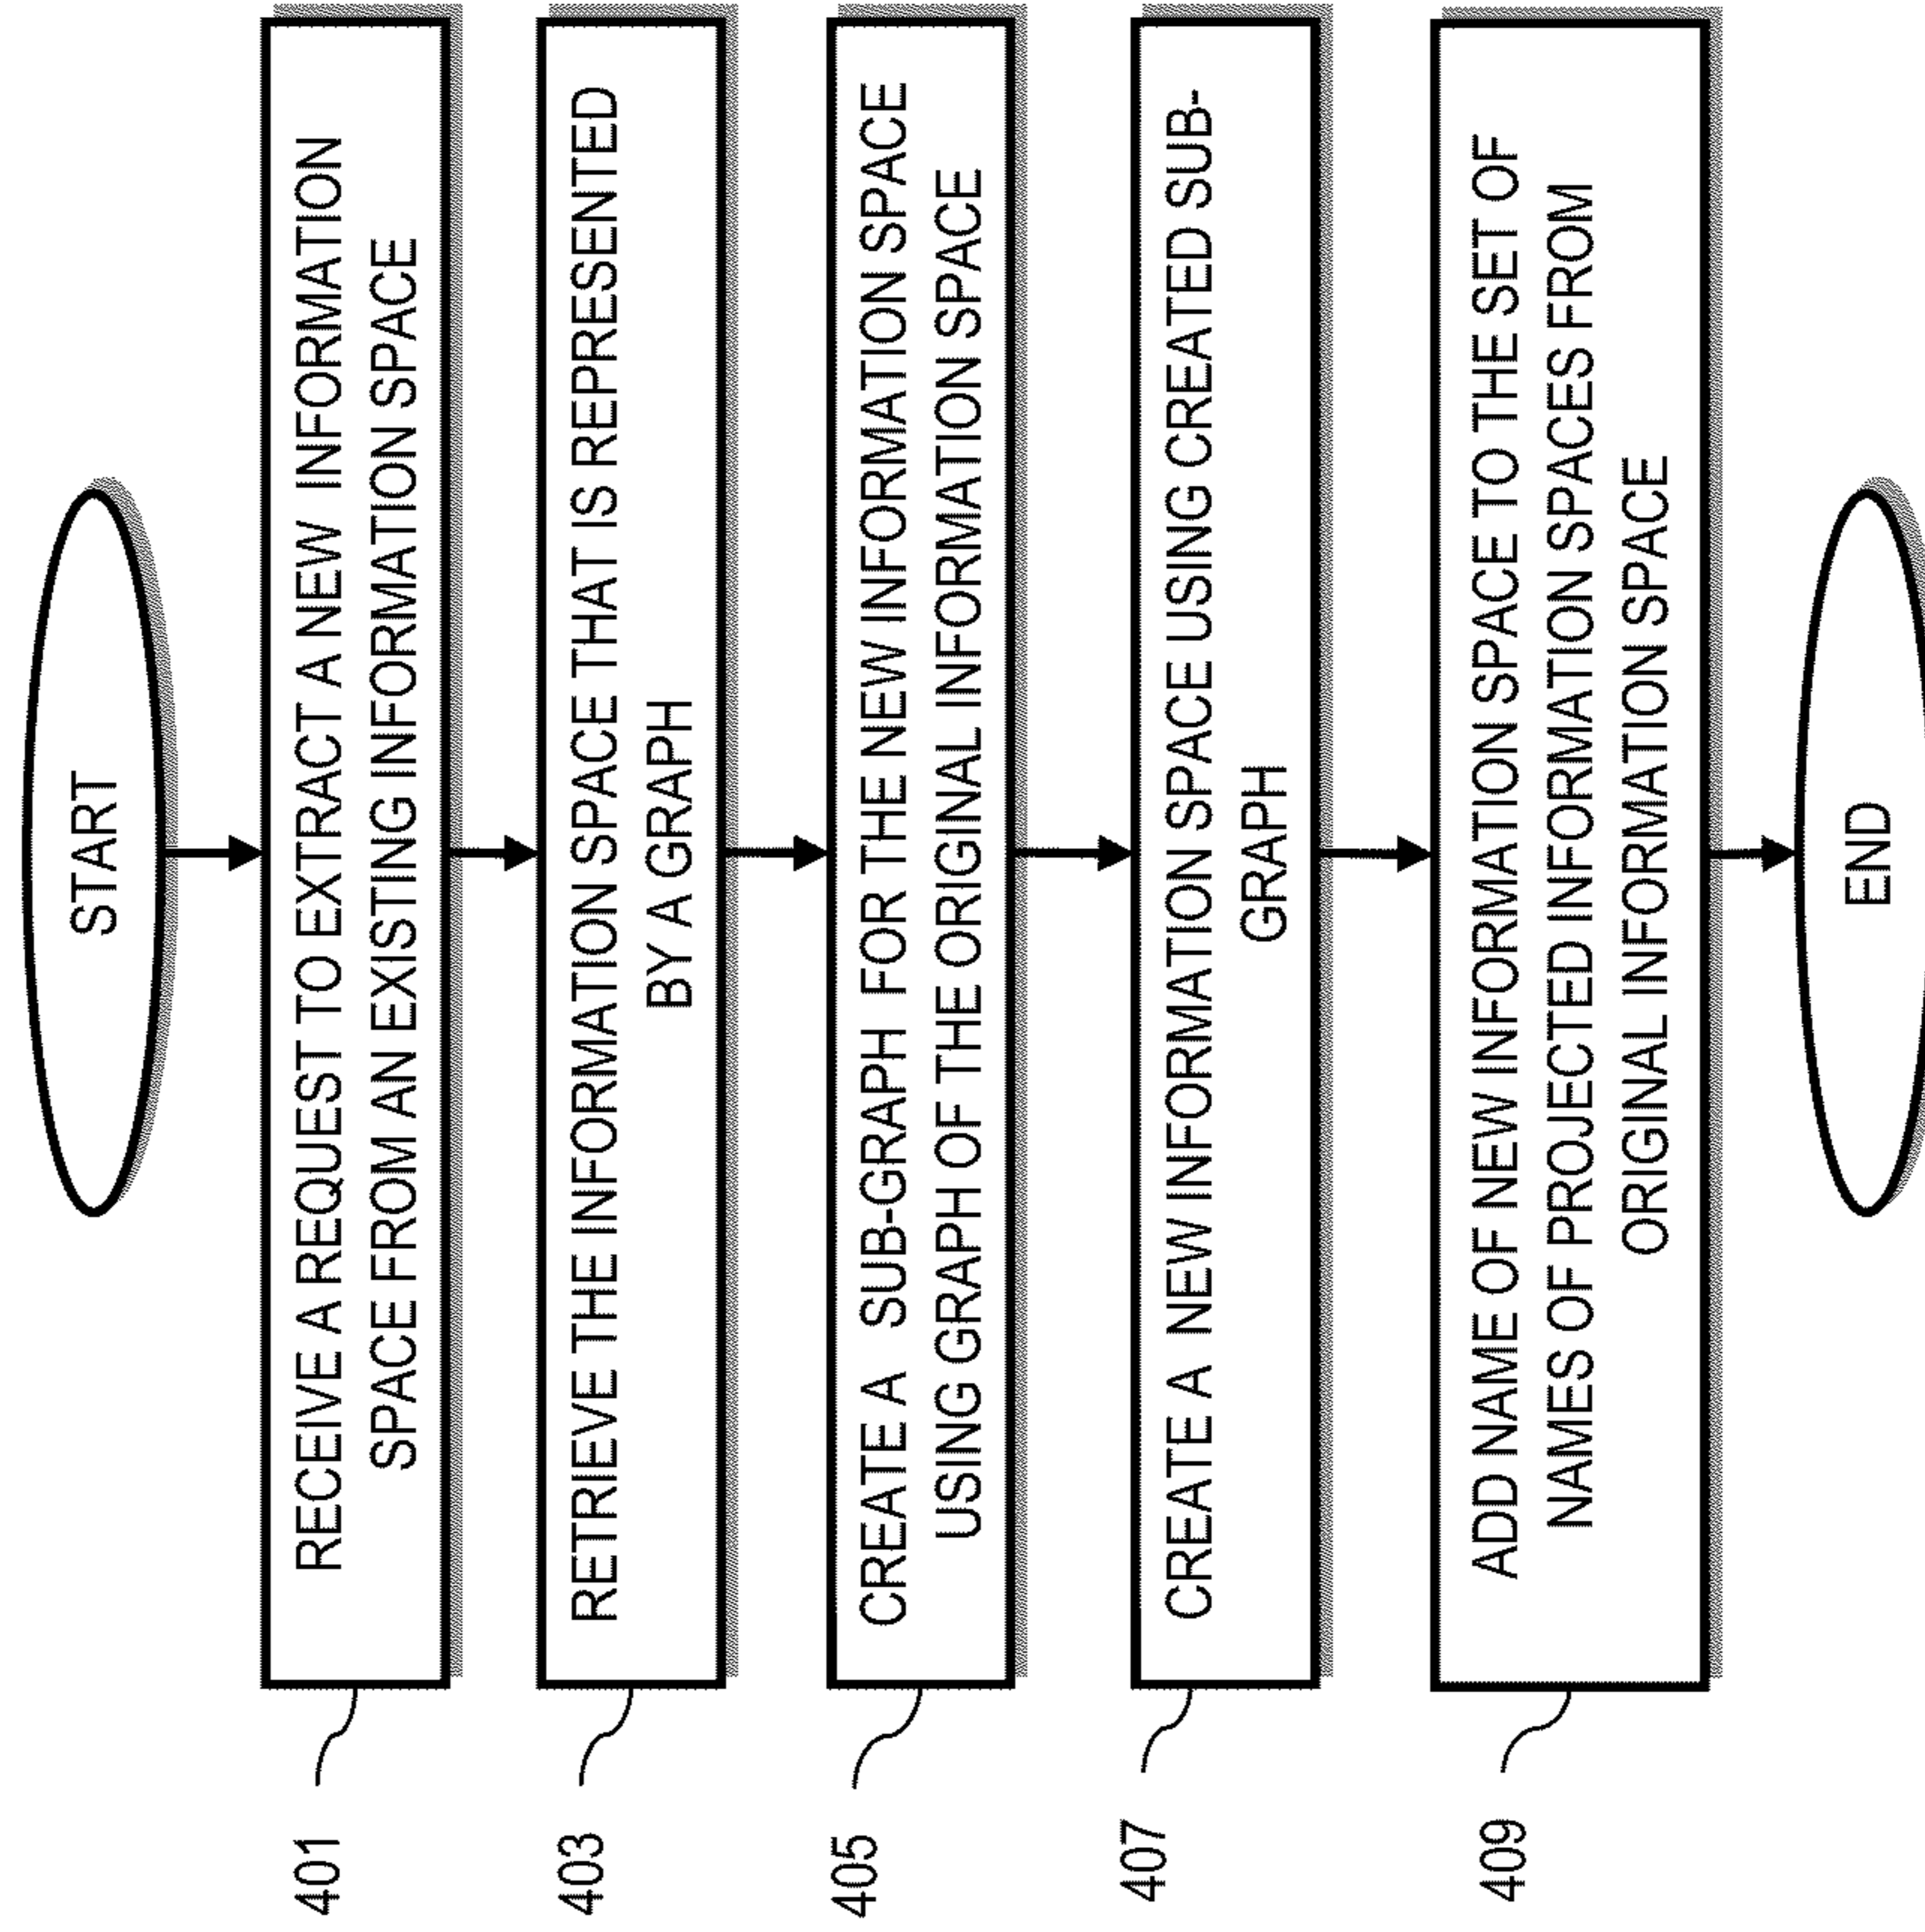 START
401
RECEIVE A REQUEST TO EXTRACT A NEW INFORMATION
SPACE FROM AN EXISTING INFORMATION SPACE
403
RETRIEVE THE INFORMATION SPACE THAT IS REPRESENTED
BY A GRAPH
405
CREATE A SUB-GRAPH FOR THE NEW INFORMATION SPACE
USING GRAPH OF THE ORIGINAL INFORMATION SPACE
407
CREATE A NEW INFORMATION SPACE USING CREATED SUB-
GRAPH
409
ADD NAME OF NEW INFORMATION SPACE TO THE SET OF
NAMES OF PROJECTED INFORMATION SPACES FROM
ORIGINAL INFORMATION SPACE
END